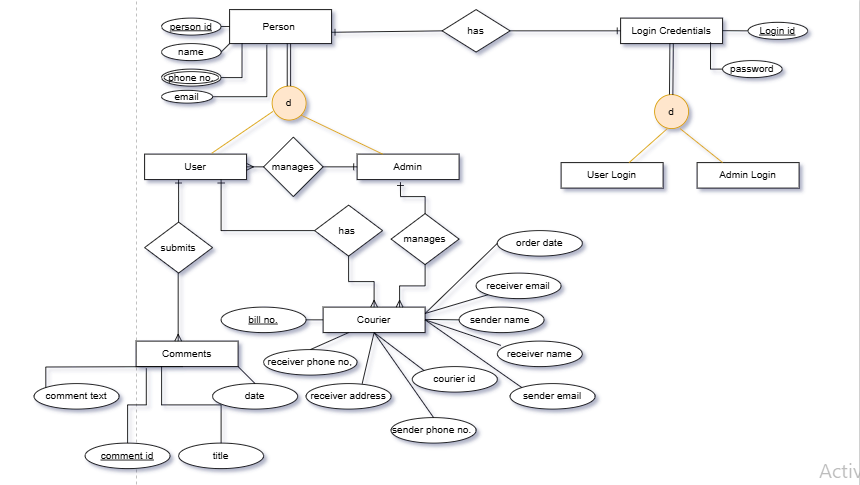 person id
Person
has
Login Credentials
Login id
name
phone no.
password
email
d
d
User
manages
Admin
User Login
Admin Login
submits
has
manages
order date
receiver email
bill no.
Courier
sender name
Comments
receiver phone no.
receiver name
courier id
comment text
date
receiver address
sender email
sender phone no.
comment id
title
Activ